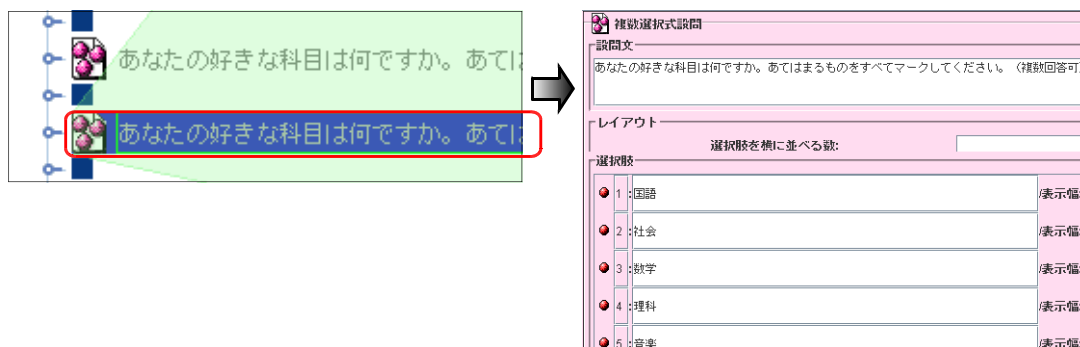 あなたの好きな科目は何ですか。あては
あなたの好きな科目は何ですか。あては
複数選択式設問
設問文
あなたの好きな科目は何ですか。あてはまるものをすべてマークしてください。（複数回答可
レイアウト
選択肢を横に並べる数:
選択肢
1 :国語 /表示幅
2 :社会 /表示幅
3 :数学 /表示幅
4 :理科 /表示幅
5 :音楽 /表示幅